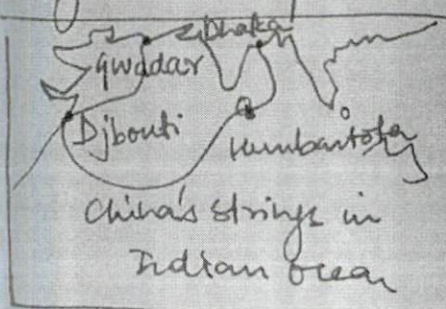 Dhaka
Gwadar
Djbouti
Humbantota
China's strings in
Indian ocean